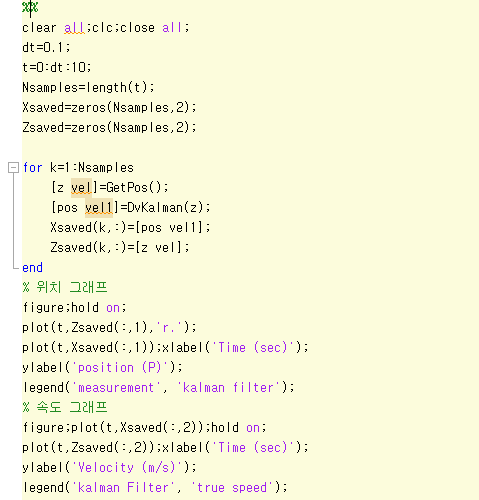 %%
clear all;clc;close all;
dt=0.1;
t=0:dt:10;
Nsamples=length(t);
Xsaved=zeros(Nsamples,2);
Zsaved=zeros(Nsamples,2);
for k=1:Nsamples
[z vel]=GetPos();
[pos vel1]=DvKalman(z);
Xsaved(k,:)=[pos vel1];
Zsaved(k,:)=[z vel];
end
% 위치 그래프
figure;hold on;
plot(t,Zsaved(:,1),'r.');
plot(t,Xsaved(:,1));xlabel('Time (sec)');
ylabel('position (P)');
legend('measurement', 'kalman filter');
% 속도 그래프
figure;plot(t,Xsaved(:,2));hold on;
plot(t,Zsaved(:,2));xlabel('Time (sec)');
ylabel('Velocity (m/s)');
legend('kalman Filter', 'true speed');